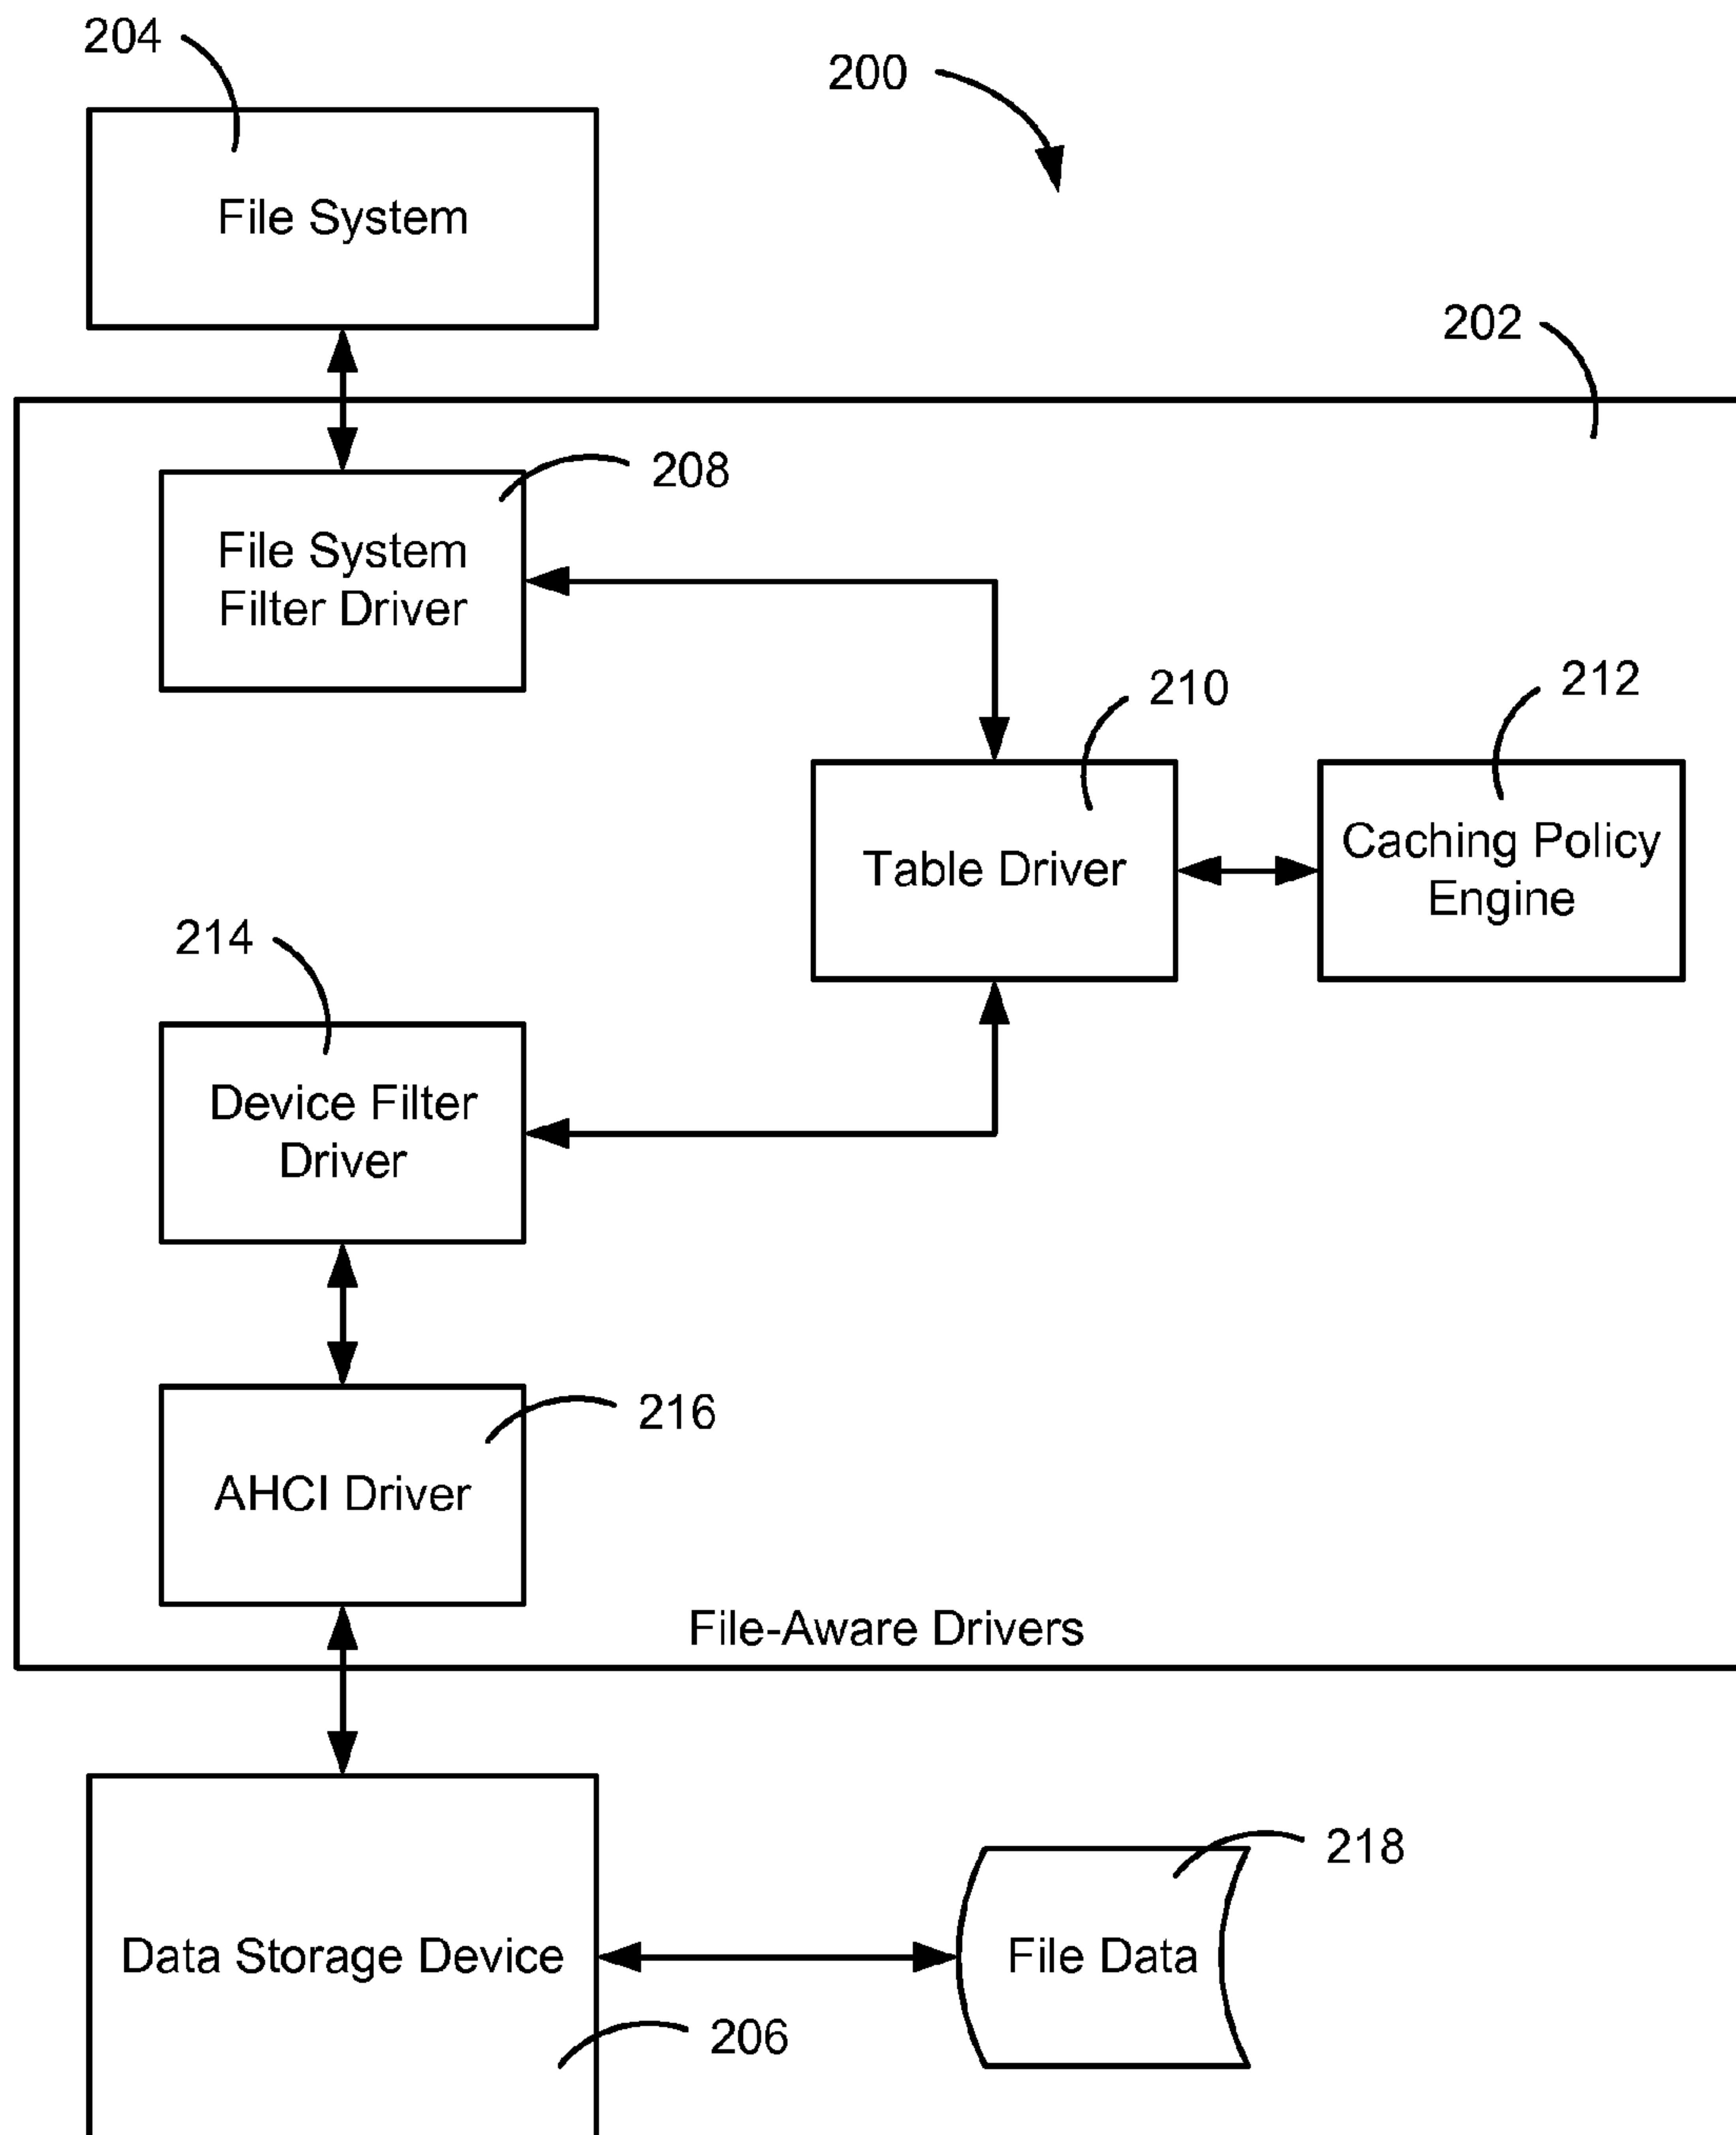 204
200
File System
202
208
File System
Filter Driver
210
212
Table Driver
Caching Policy
Engine
214
Device Filter
Driver
216
AHCI Driver
File-Aware Drivers
218
Data Storage Device
File Data
206